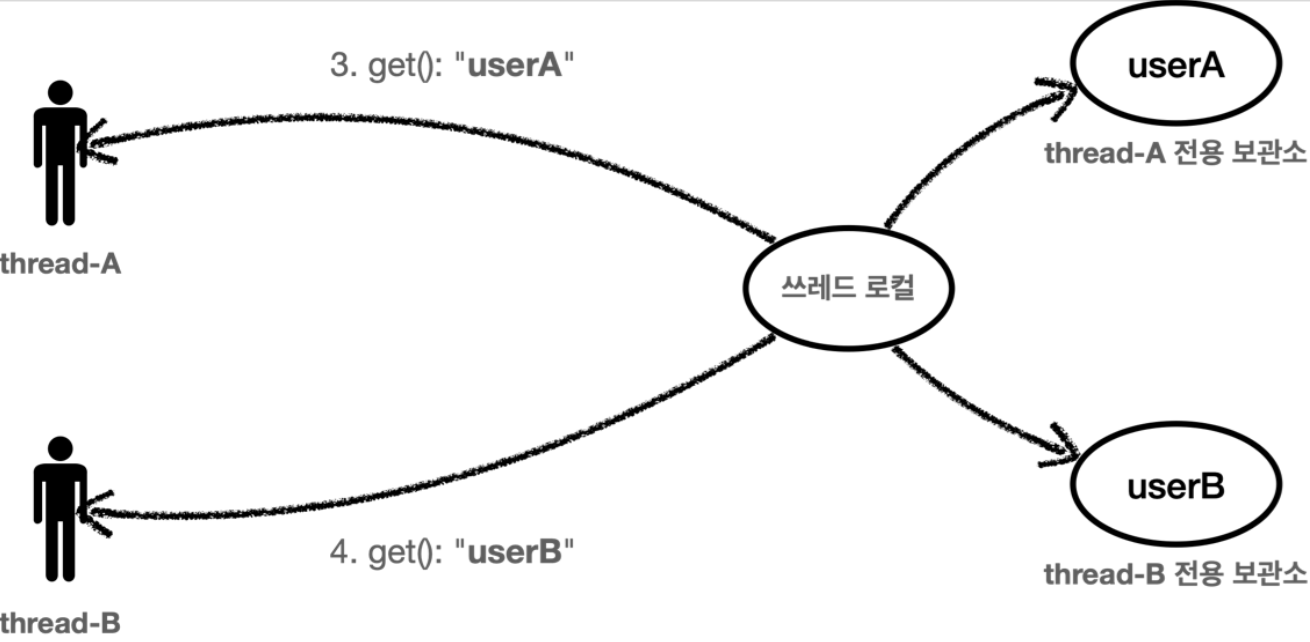 3. get(): "userA"
userA
thread-A 전용 보관소
thread-A
쓰레드 로컬
userB
4. get(): "userB"
thread-B 전용 보관소
thread-B